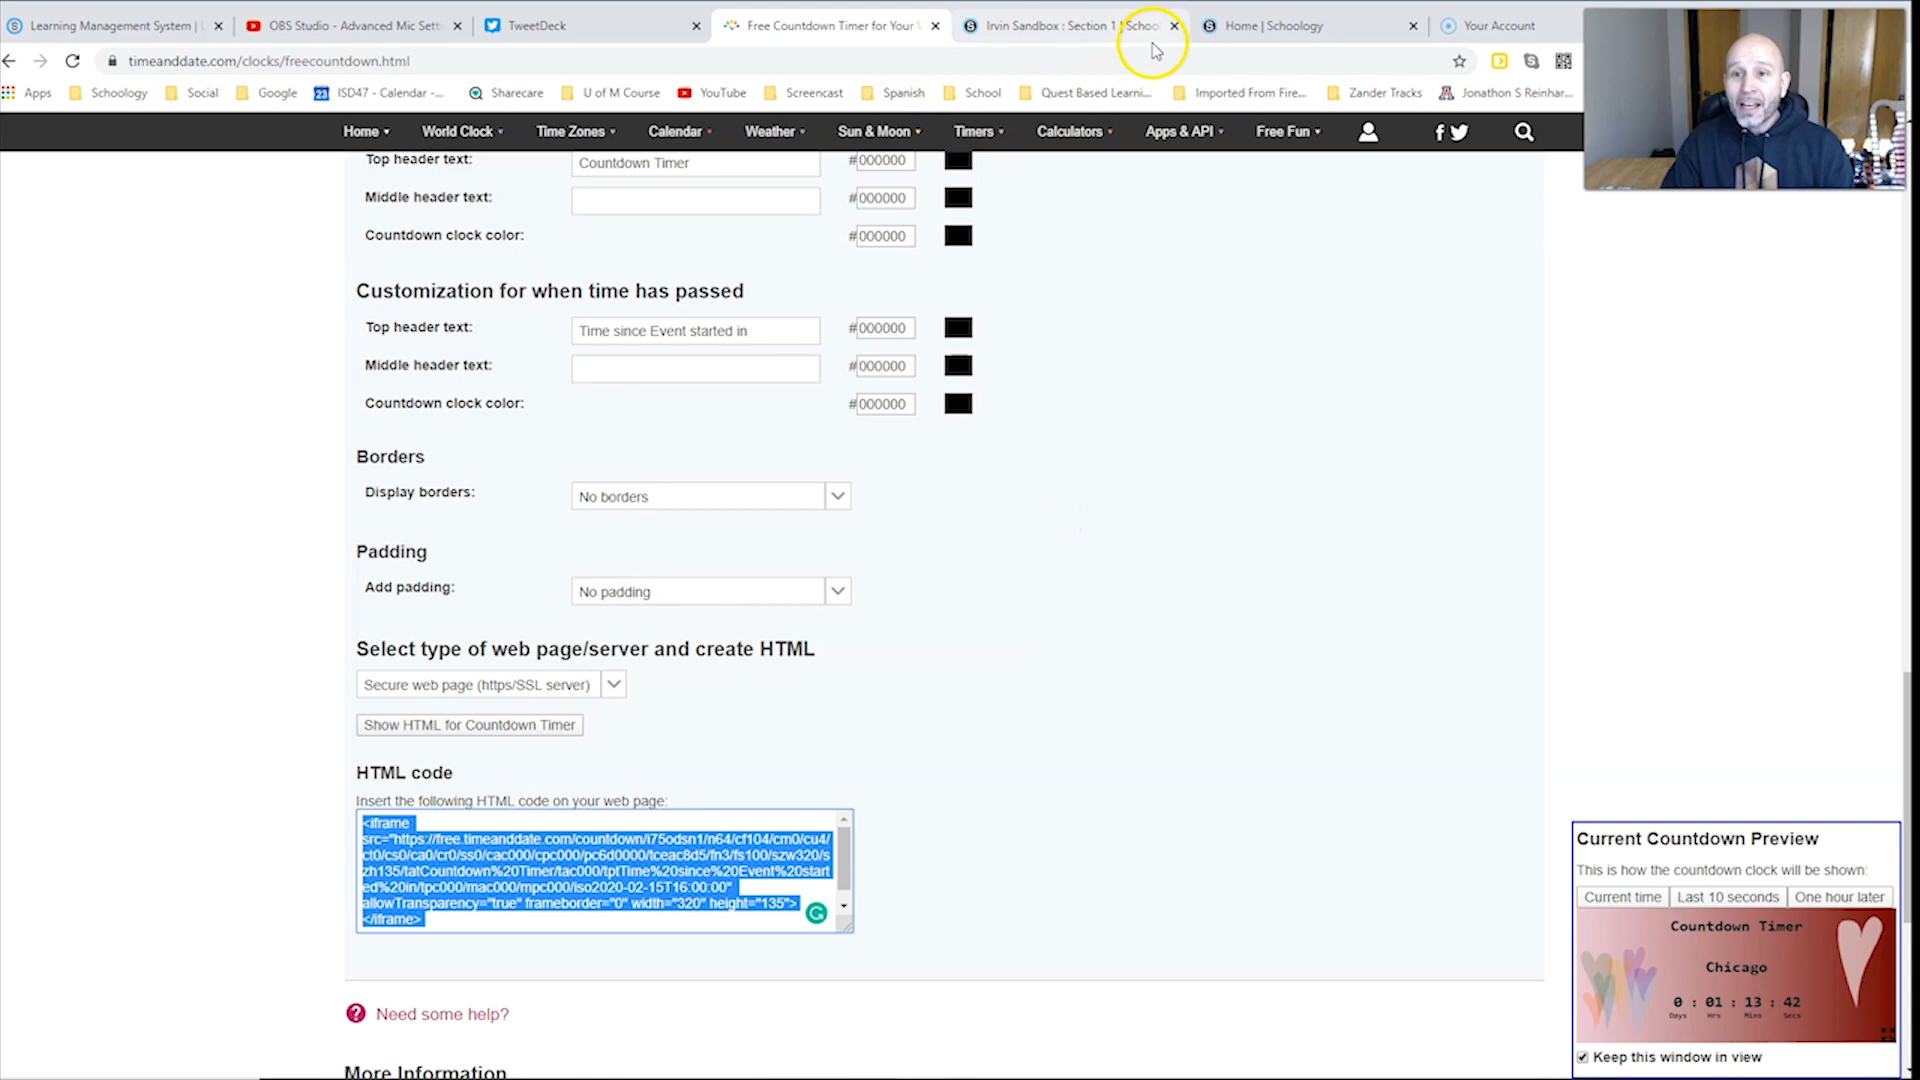 Learning Management System |
OBS Studio - Advanced Mic Setti
TweetDeck
Free Countdown Timer for Your
Irvin Sandbox : Section 1 | School
Home | Schoology
Your Account
timeanddate.com/clocks/freecountdown.html
Apps
Schoology
Social
Google
23
ISD47 - Calendar -...
Sharecare
U of M Course
YouTube
Screencast
Spanish
School
Quest Based Learni...
Imported From Fire...
Zander Tracks
Jonathon S Reinhar...
Home
World Clock
Time Zones
Calendar
Weather
Sun & Moon
Timers
Calculators
Apps & API
Free Fun
Top header text:
Countdown Timer
#000000
Middle header text:
#000000
Countdown clock color:
#000000
Customization for when time has passed
Top header text:
Time since Event started in
#000000
Middle header text:
#000000
Countdown clock color:
#000000
Borders
Display borders:
No borders
Padding
Add padding:
No padding
Select type of web page/server and create HTML
Secure web page (https/SSL server)
Show HTML for Countdown Timer
HTML code
Insert the following HTML code on your web page:
<iframe
src="https://free.timeanddate.com/countdown/i75odsn1/n64/cf104/cm0/cu4/
ct0/cs0/ca0/cr0/ss0/cac000/cpc000/pc6d0000/tceac8d5/fn3/fs100/szw320/s
zh135/tatCountdown%20Timer/tac000/tptTime%20since%20Event%20start
ed%20in/tpc000/mac000/mpc000/iso2020-02-15T16:00:00"
allowTransparency="true" frameborder="0" width="320" height="135">
</iframe>
Need some help?
More Information
Current Countdown Preview
This is how the countdown clock will be shown:
Current time
Last 10 seconds
One hour later
Countdown Timer
Chicago
0 : 01 : 13 : 42
Days Hrs Mins Secs
Keep this window in view